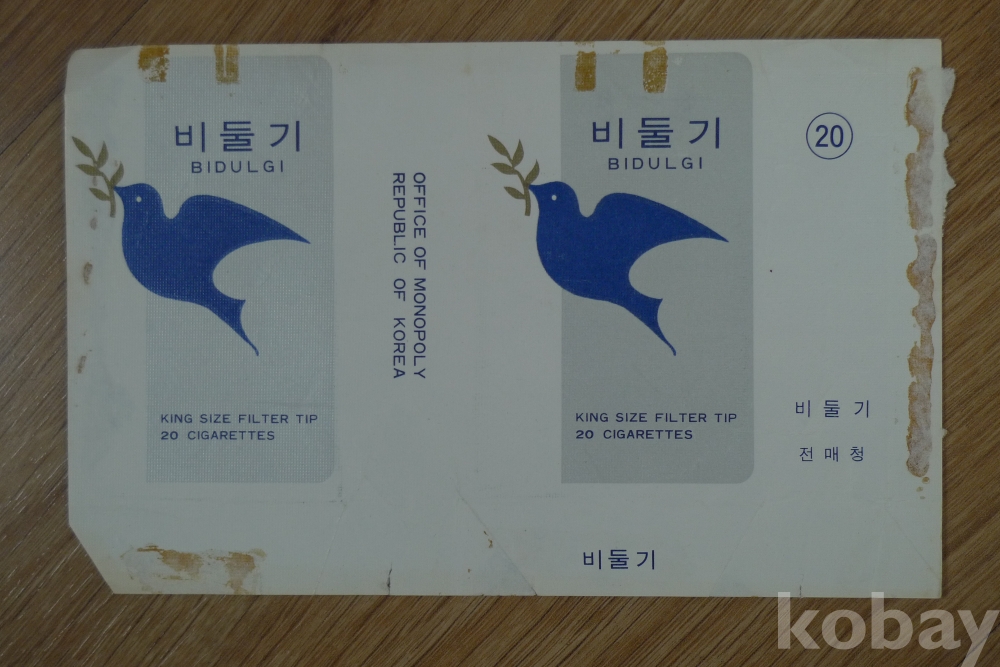 비둘기
BIDULGI
KING SIZE FILTER TIP
20 CIGARETTES
OFFICE OF MONOPOLY
REPUBLIC OF KOREA
비둘기
BIDULGI
KING SIZE FILTER TIP
20 CIGARETTES
20
비둘기
전매청
비둘기
kobay